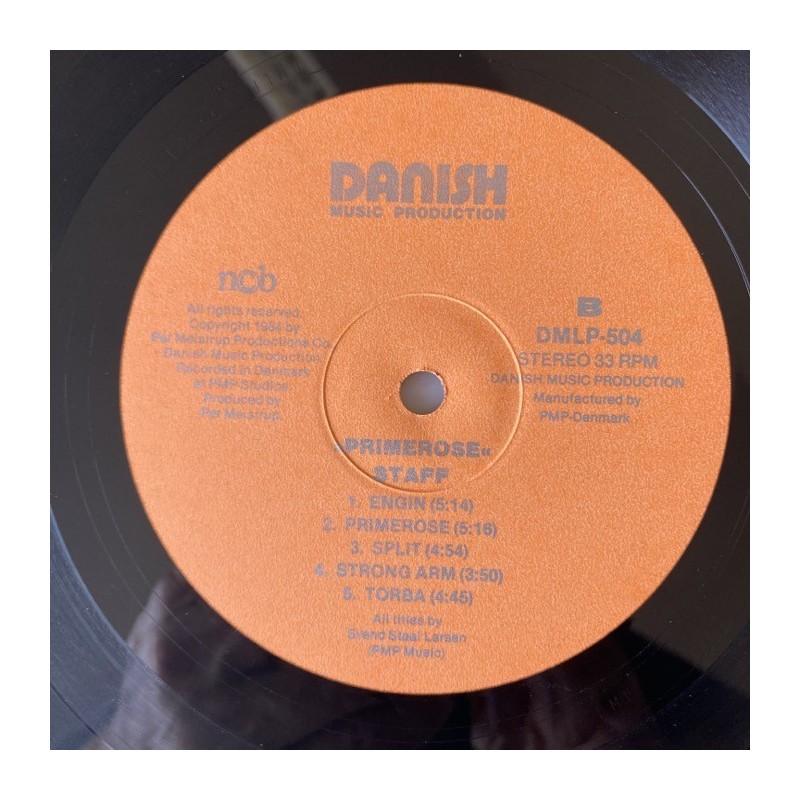 DANISH
MUSIC PRODUCTION
ncb
All rights reserved.
Copyright 1984 by
Per Meistrup Productions Co.
Danish Music Production.
Recorded in Denmark
at PMP Studios.
Produced by
Per Meistrup.
B
DMLP-504
STEREO 33 RPM
DANISH MUSIC PRODUCTION
Manufactured by
PMP-Denmark.
»PRIMEROSE«
STAFF
1. ENGIN (5:14)
2. PRIMEROSE (5:16)
3. SPLIT (4:54)
4. STRONG ARM (3:50)
5. TORBA (4:45)
All titles by
Svend Staal Larsen
(PMP Music)